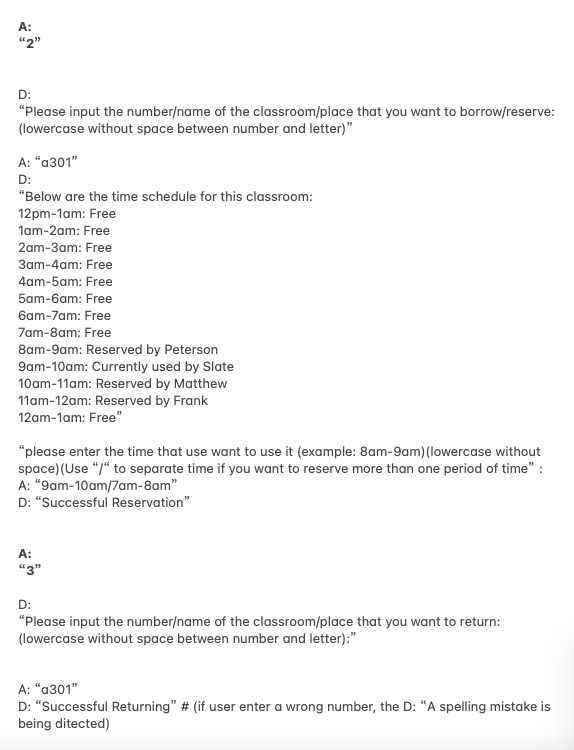 A:
“2”
D:
“Please input the number/name of the classroom/place that you want to borrow/reserve:
(lowercase without space between number and letter)”
A: “a301”
D:
“Below are the time schedule for this classroom:
12pm-1am: Free
1am-2am: Free
2am-3am: Free
3am-4am: Free
4am-5am: Free
5am-6am: Free
6am-7am: Free
7am-8am: Free
8am-9am: Reserved by Peterson
9am-10am: Currently used by Slate
10am-11am: Reserved by Matthew
11am-12am: Reserved by Frank
12am-1am: Free”
“please enter the time that use want to use it (example: 8am-9am)(lowercase without
space)(Use “/“ to separate time if you want to reserve more than one period of time” :
A: “9am-10am/7am-8am”
D: “Successful Reservation”
A:
“3”
D:
“Please input the number/name of the classroom/place that you want to return:
(lowercase without space between number and letter):”
A: “a301”
D: “Successful Returning” # (if user enter a wrong number, the D: “A spelling mistake is
being ditected)